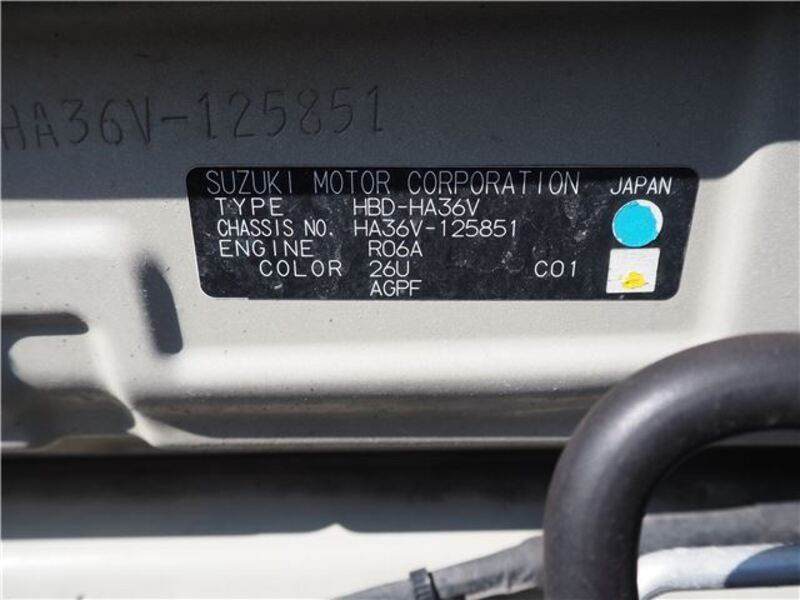 HA36V-125851
SUZUKI MOTOR CORPORATION JAPAN
TYPE HBD-HA36V
CHASSIS NO. HA36V-125851
ENGINE R06A
COLOR 26U C01
AGPF